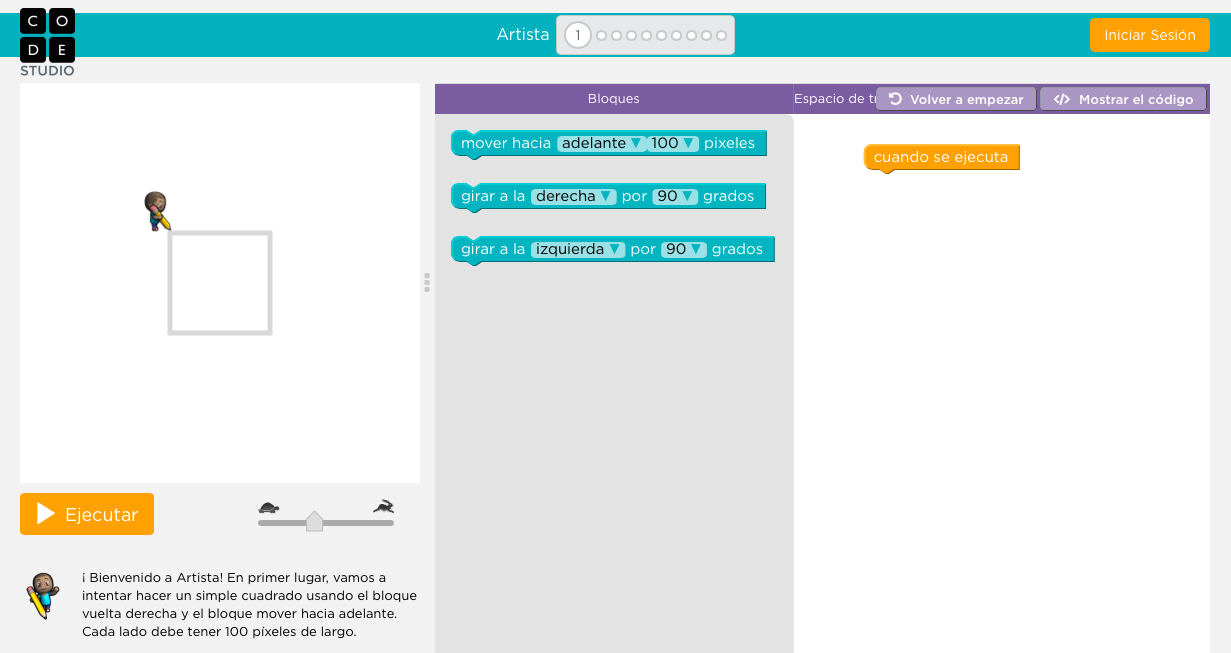 C O
D E
STUDIO
Artista
1
Iniciar Sesión
Bloques
Espacio de tr
Volver a empezar
</> Mostrar el código
mover hacia adelante ▼ 100 ▼ pixeles
girar a la derecha ▼ por 90 ▼ grados
girar a la izquierda ▼ por 90 ▼ grados
cuando se ejecuta
Ejecutar
¡ Bienvenido a Artista! En primer lugar, vamos a
intentar hacer un simple cuadrado usando el bloque
vuelta derecha y el bloque mover hacia adelante.
Cada lado debe tener 100 píxeles de largo.